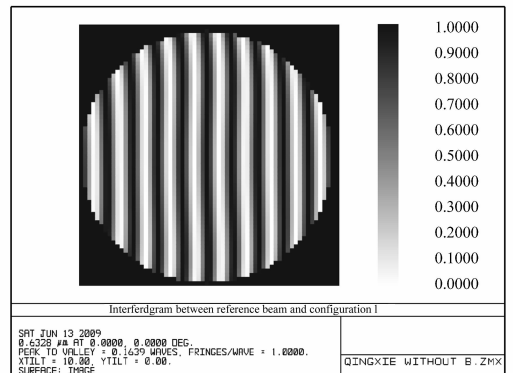 1.0000
0.9000
0.8000
0.7000
0.6000
0.5000
0.4000
0.3000
0.2000
0.1000
0.0000
Interferdgram between reference beam and configuration l
SAT JUN 13 2009
0.6328 µm AT 0.0000, 0.0000 DEG.
PEAK TO VALLEY = 0.1639 WAVES, FRINGES/WAVE = 1.0000.
XTILT = 10.00, YTILT = 0.00.
SURFACE: IMAGE
QINGXIE WITHOUT B.ZMX